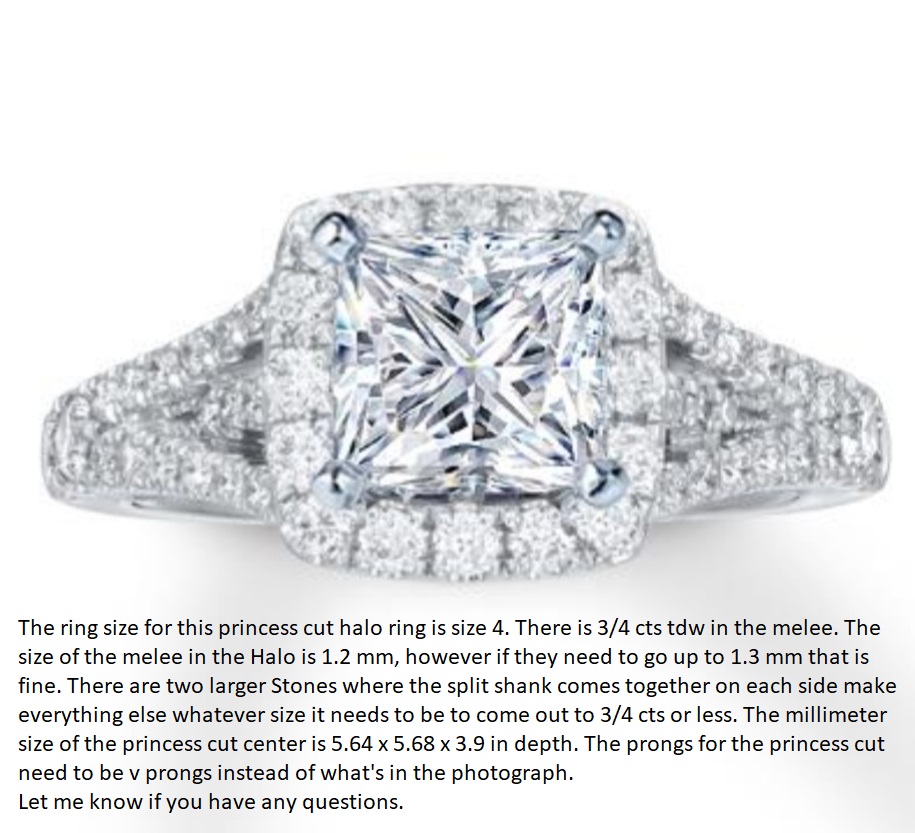 The ring size for this princess cut halo ring is size 4. There is 3/4 cts tdw in the melee. The
size of the melee in the Halo is 1.2 mm, however if they need to go up to 1.3 mm that is
fine. There are two larger Stones where the split shank comes together on each side make
everything else whatever size it needs to be to come out to 3/4 cts or less. The millimeter
size of the princess cut center is 5.64 x 5.68 x 3.9 in depth. The prongs for the princess cut
need to be v prongs instead of what's in the photograph.
Let me know if you have any questions.